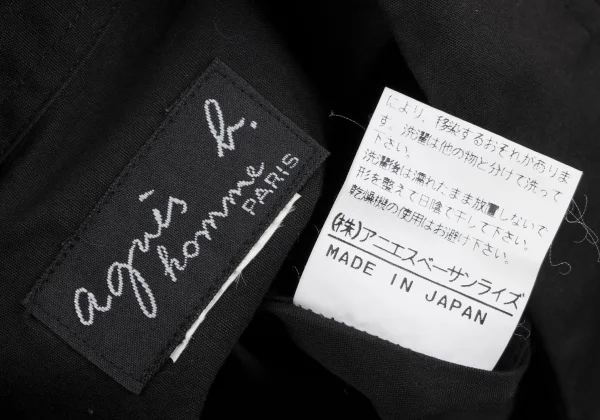 agnès b.
homme
PARIS
により、移染するおそれがありま
す。洗濯は他の物と分けて洗って
下さい。
洗濯後は濡れたまま放置しないで
形を整えて日陰で干して下さい。
乾燥機の使用はお避け下さい。
(株)アニエスベーサンライズ
MADE IN JAPAN